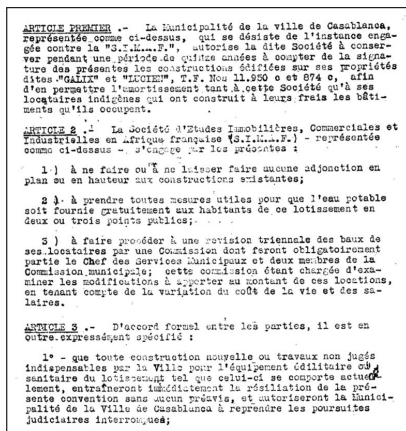 ARTICLE PREMIER .- La Municipalité de la ville de Casablanca,
représentée comme ci-dessus, qui se désiste de l'instance enga-
gée contre la "S.I.M.A.F.", autorise la dite Société à conser-
ver pendant une période de quinze années à compter de la signa-
ture des présentes les constructions édifiées sur ses propriétés
dites "GALIX" et "LUCIEN", T.F. Nos 11.950 c et 874 c, afin
d'en permettre l'amortissement tant à cette Société qu'à ses
locataires indigènes qui ont construit à leurs frais les bâti-
ments qu'ils occupent.
ARTICLE 2 .- La Société d'Etudes Immobilières, Commerciales et
Industrielles en Afrique française (S.I.M.A.F.) - représentée
comme ci-dessus - s'engage par les présentes :
1 ) à ne faire ou à ne laisser faire aucune adjonction en
plan ou en hauteur aux constructions existantes;
2 ) à prendre toutes mesures utiles pour que l'eau potable
soit fournie gratuitement aux habitants de ce lotissement en
deux ou trois points publics;
3 ) à faire procéder à une revision triennale des baux de
ses locataires par une Commission dont feront obligatoirement
partie le Chef des Services Municipaux et deux membres de la
Commission municipale; cette commission étant chargée d'exa-
miner les modifications à apporter au montant de ces locations,
en tenant compte de la variation du coût de la vie et des sa-
laires.
ARTICLE 3 .- D'accord formel entre les parties, il est en
outre expressément spécifié :
1° - que toute construction nouvelle ou travaux non jugés
indispensables par la Ville pour l'équipement édilitaire ou
sanitaire du lotissement tel que celui-ci se comporte actuel-
lement, entraîneront immédiatement la résiliation de la pré-
sente convention sans aucun préavis, et autoriseront la Munici-
palité de la Ville de Casablanca à reprendre les poursuites
judiciaires interrompues;